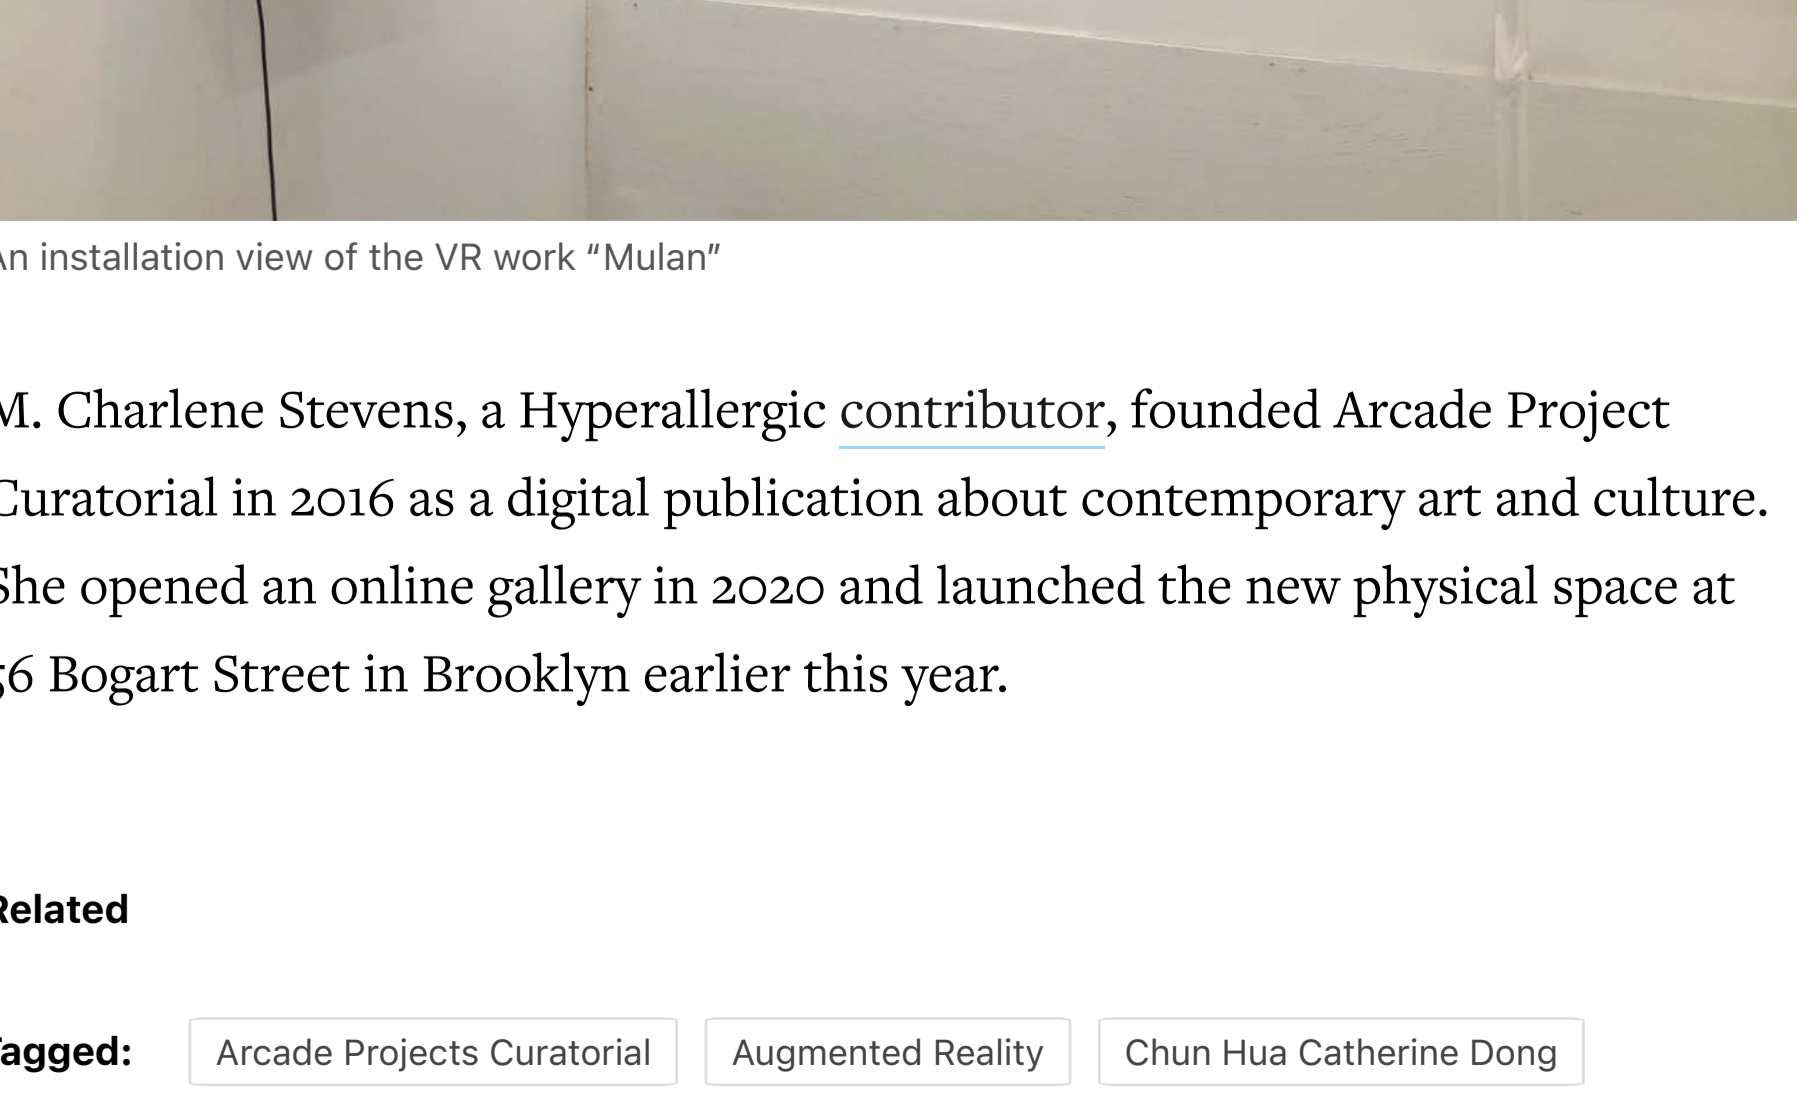 An installation view of the VR work “Mulan”
M. Charlene Stevens, a Hyperallergic contributor, founded Arcade Project
Curatorial in 2016 as a digital publication about contemporary art and culture.
She opened an online gallery in 2020 and launched the new physical space at
56 Bogart Street in Brooklyn earlier this year.
Related
Tagged: Arcade Projects Curatorial Augmented Reality Chun Hua Catherine Dong